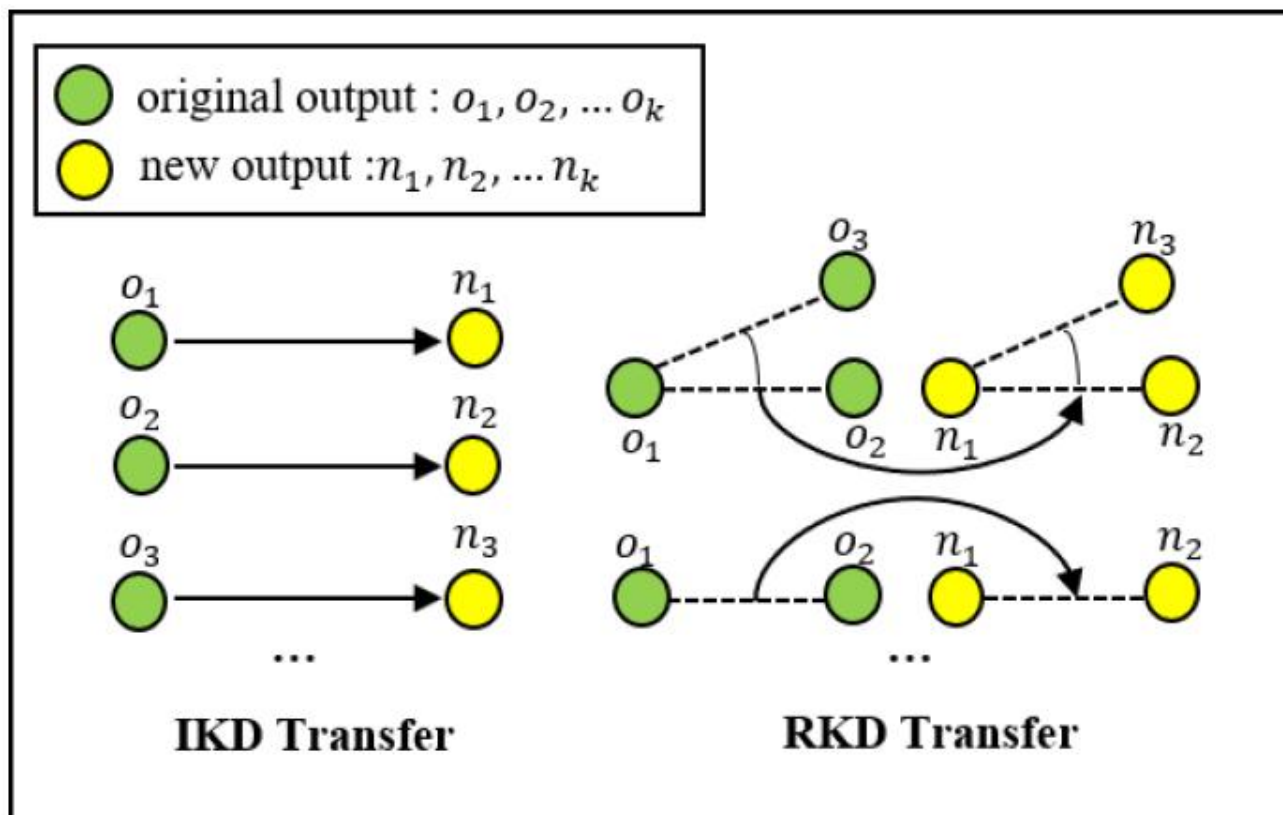 original output : o₁, o₂, … oₖ
new output :n₁, n₂, … nₖ
o₁ n₁
o₂ n₂
o₃ n₃
…
IKD Transfer
o₃ n₃
o₁ o₂ n₁ n₂
o₁ o₂ n₁ n₂
…
RKD Transfer